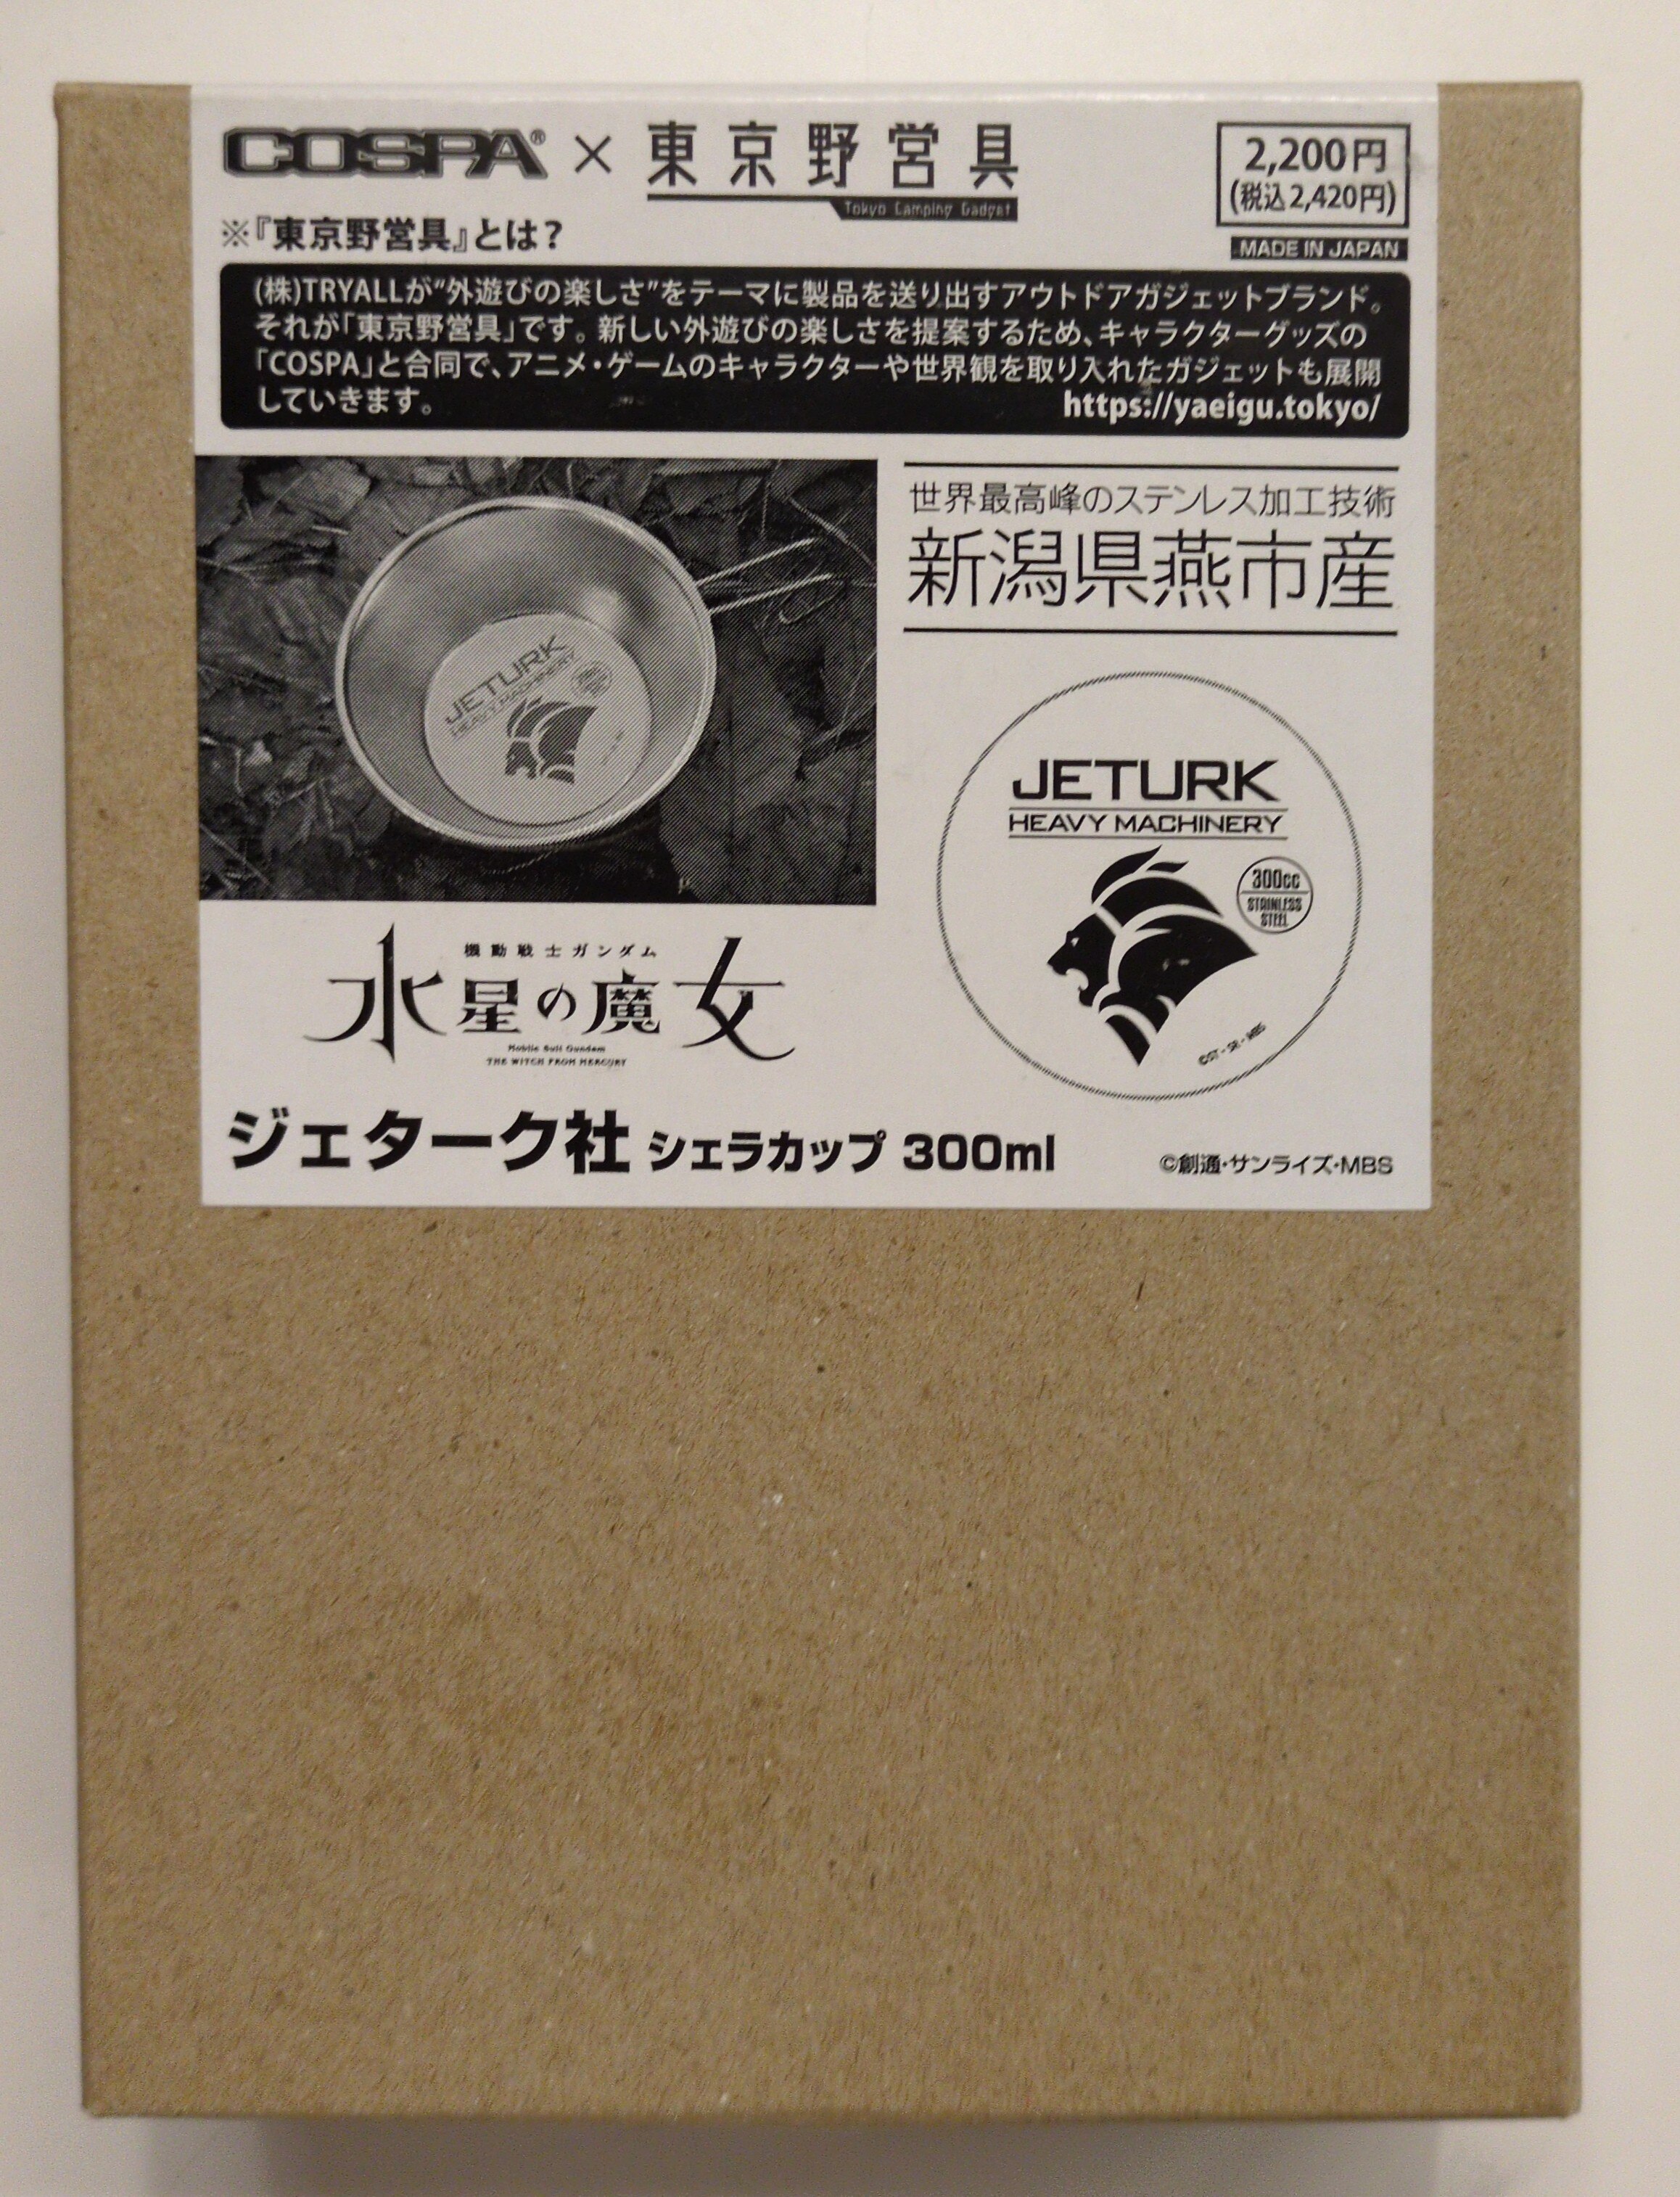 COSPA® × 東京野営具
Tokyo Camping Gadget
2,200円
(税込2,420円)
MADE IN JAPAN
※『東京野営具』とは？
(株)TRYALLが"外遊びの楽しさ"をテーマに製品を送り出すアウトドアガジェットブランド。
それが「東京野営具」です。新しい外遊びの楽しさを提案するため、キャラクターグッズの
「COSPA」と合同で、アニメ・ゲームのキャラクターや世界観を取り入れたガジェットも展開
していきます。
https://yaeigu.tokyo/
JETURK
HEAVY MACHINERY
世界最高峰のステンレス加工技術
新潟県燕市産
JETURK
HEAVY MACHINERY
300cc
STAINLESS
STEEL
©ST・SR・MBS
機動戦士ガンダム
水星の魔女
Mobile Suit Gundam
THE WITCH FROM MERCURY
ジェターク社 シェラカップ 300ml
©創通・サンライズ・MBS